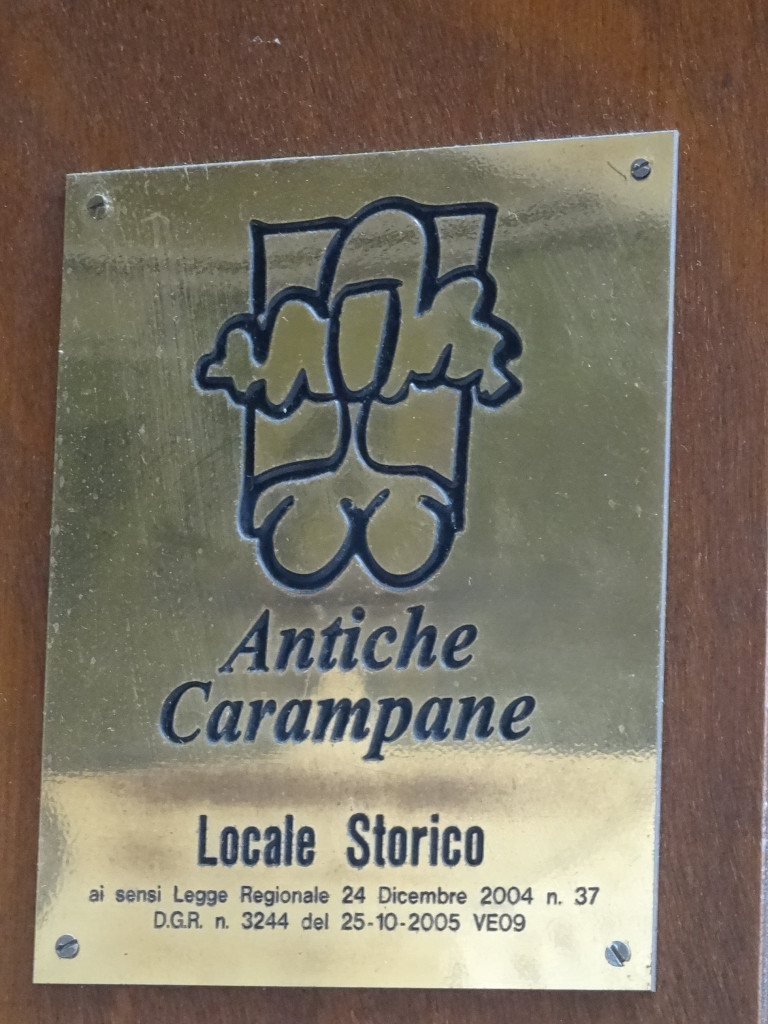 Antiche
Carampane
Locale Storico
ai sensi Legge Regionale 24 Dicembre 2004 n. 37
D.G.R. n. 3244 del 25-10-2005 VE09